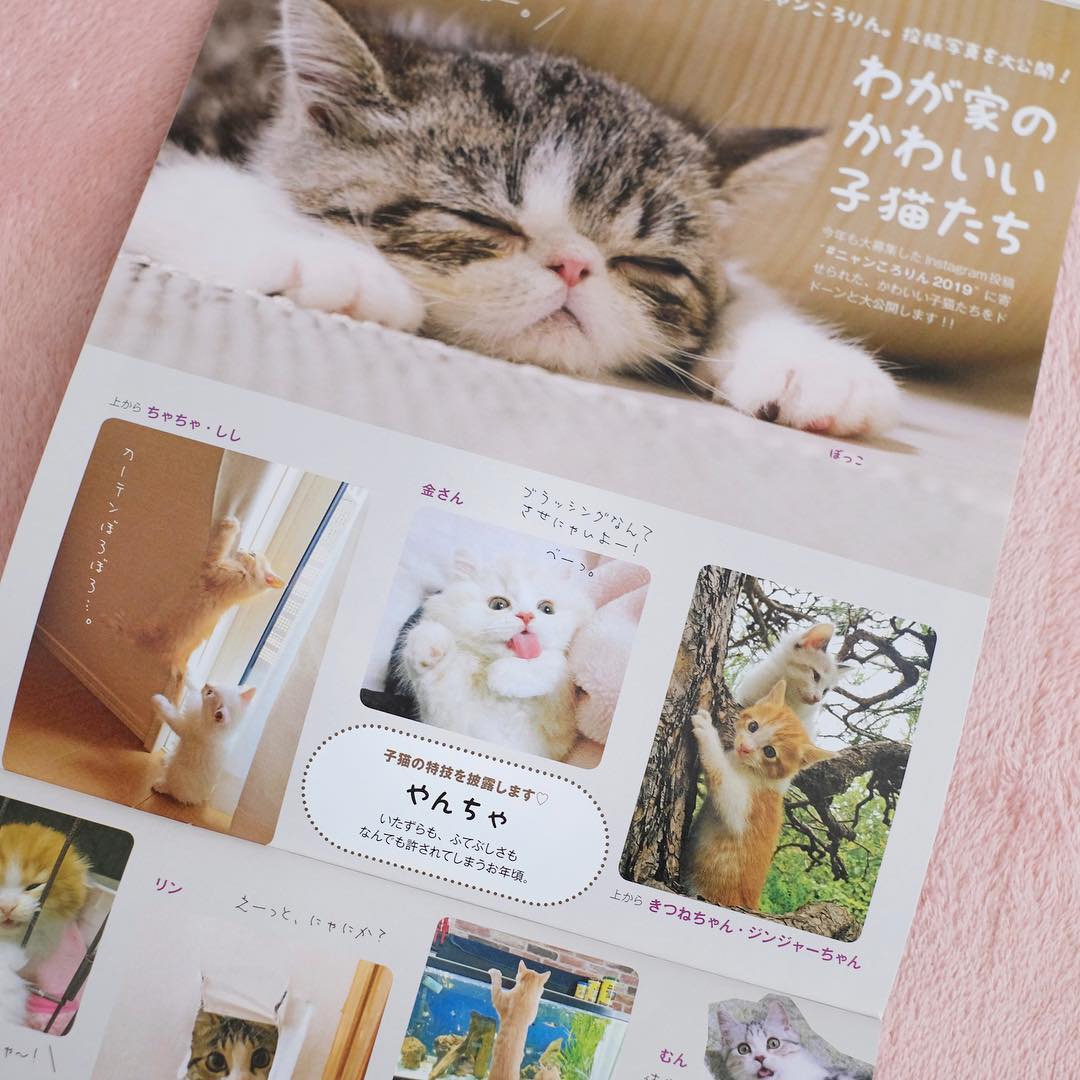 よー。
ャンころりん。投稿写真を大公開！
わが家の
かわいい
子猫たち
今年も大募集したInstagram投稿
“#ニャンころりん2019”に寄
せられた、かわいい子猫たちをド
ドーンと大公開します！！
ぽっこ
上から ちゃちゃ・しし
カーテンぼろぼろ…。
金さん
ブラッシングなんて
させにゃいよー！
べーっ。
子猫の特技を披露します♡
やんちゃ
いたずらも、ふてぶしさも
なんでも許されてしまうお年頃。
上から きつねちゃん・ジンジャーちゃん
リン
えーっと、にゃにか？
むん
ゃ〜！